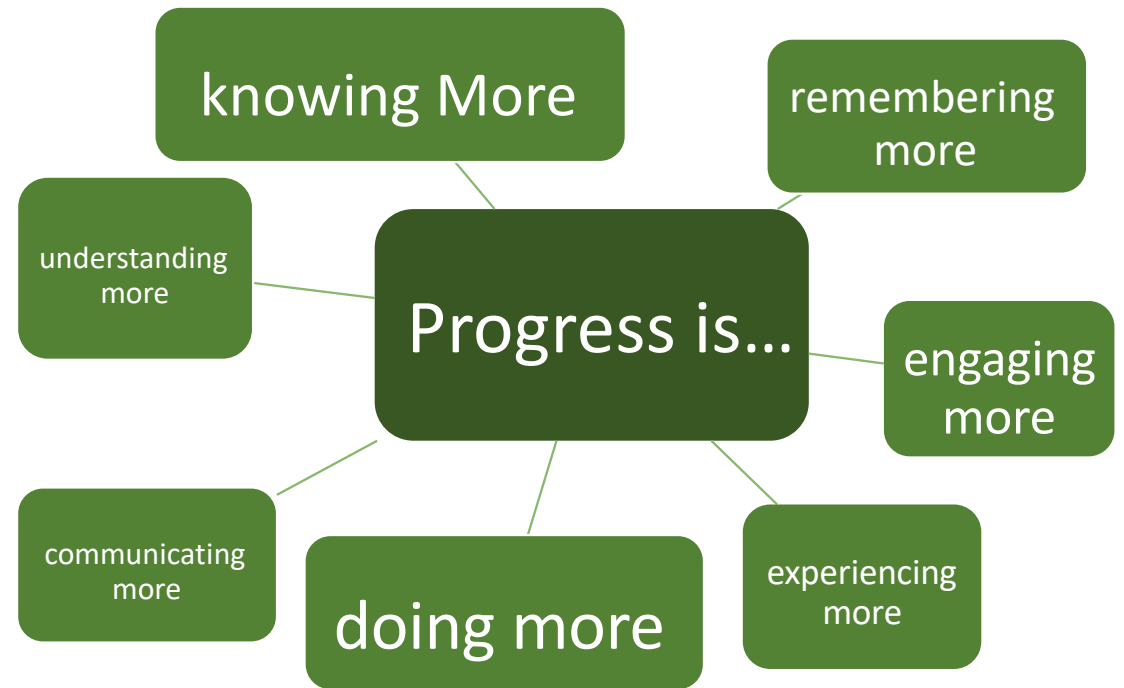 knowing More
remembering
more
understanding
more
Progress is...
engaging
more
communicating
more
doing more
experiencing
more